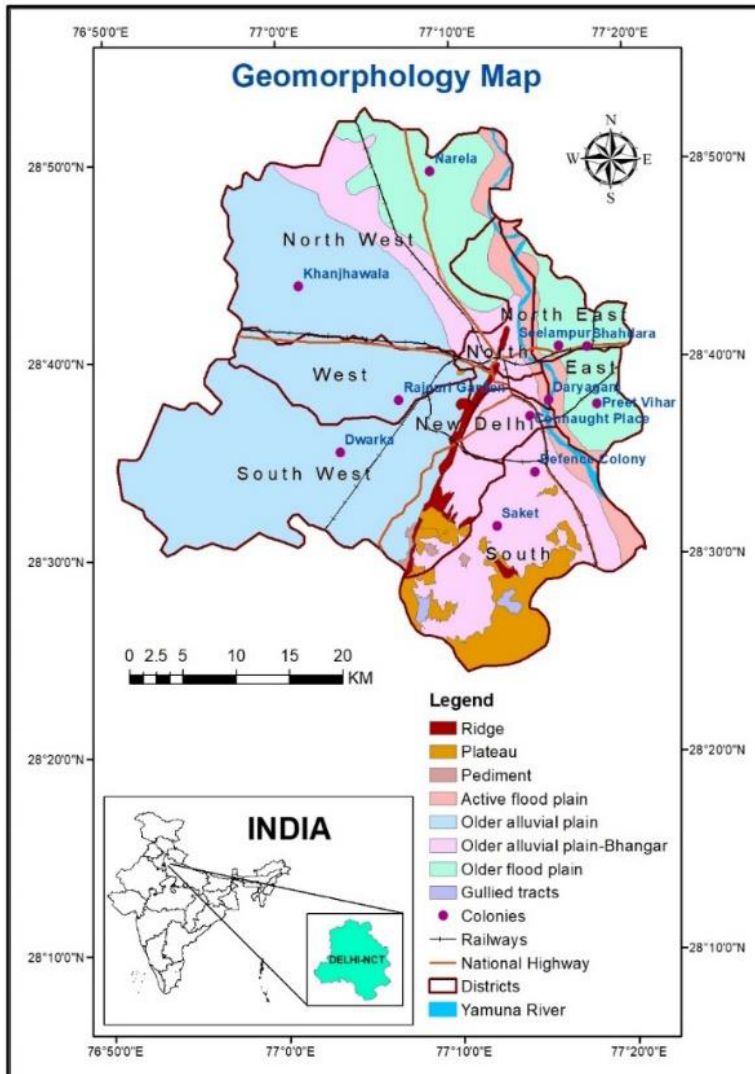 76°50'0"E
77°0'0"E
77°10'0"E
77°20'0"E
Geomorphology Map
N
W
E
S
28°50'0"N
28°50'0"N
Narela
North West
Khanjhawala
North East
Seelampur
Shahdara
28°40'0"N
28°40'0"N
North
East
West
Rajouri Garden
Daryaganj
Preet Vihar
New Delhi
Connaught Place
Dwarka
Defence Colony
South West
Saket
South
28°30'0"N
28°30'0"N
0 2.5 5 10 15 20
KM
Legend
Ridge
Plateau
Pediment
Active flood plain
Older alluvial plain
Older alluvial plain-Bhangar
Older flood plain
Gullied tracts
Colonies
Railways
National Highway
Districts
Yamuna River
28°20'0"N
28°20'0"N
INDIA
DELHI-NCT
28°10'0"N
28°10'0"N
76°50'0"E
77°0'0"E
77°10'0"E
77°20'0"E